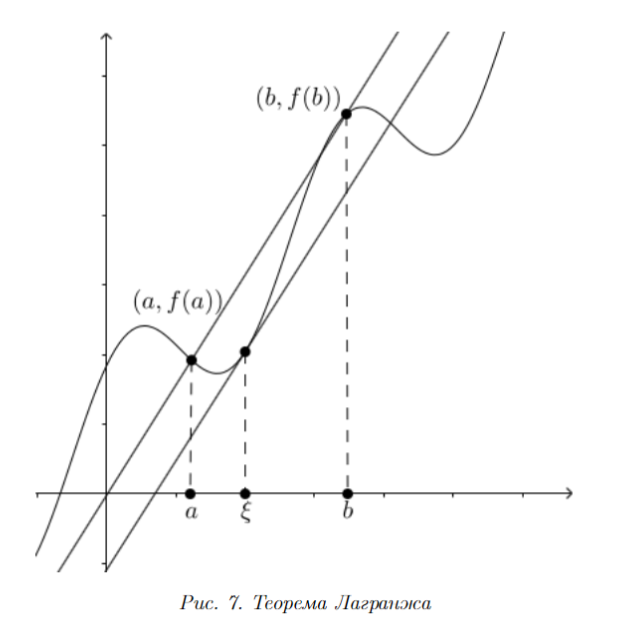 (b, f(b))
(a, f(a))
a
ξ
b
Рис. 7. Теорема Лагранжа